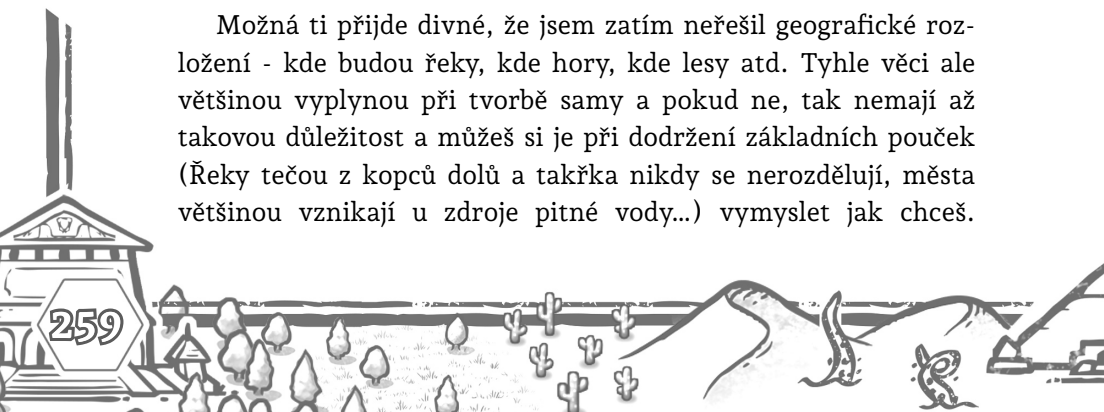 Možná ti přijde divné, že jsem zatím neřešil geografické roz-
ložení - kde budou řeky, kde hory, kde lesy atd. Tyhle věci ale
většinou vyplynou při tvorbě samy a pokud ne, tak nemají až
takovou důležitost a můžeš si je při dodržení základních pouček
(Řeky tečou z kopců dolů a takřka nikdy se nerozdělují, města
většinou vznikají u zdroje pitné vody...) vymyslet jak chceš.
259